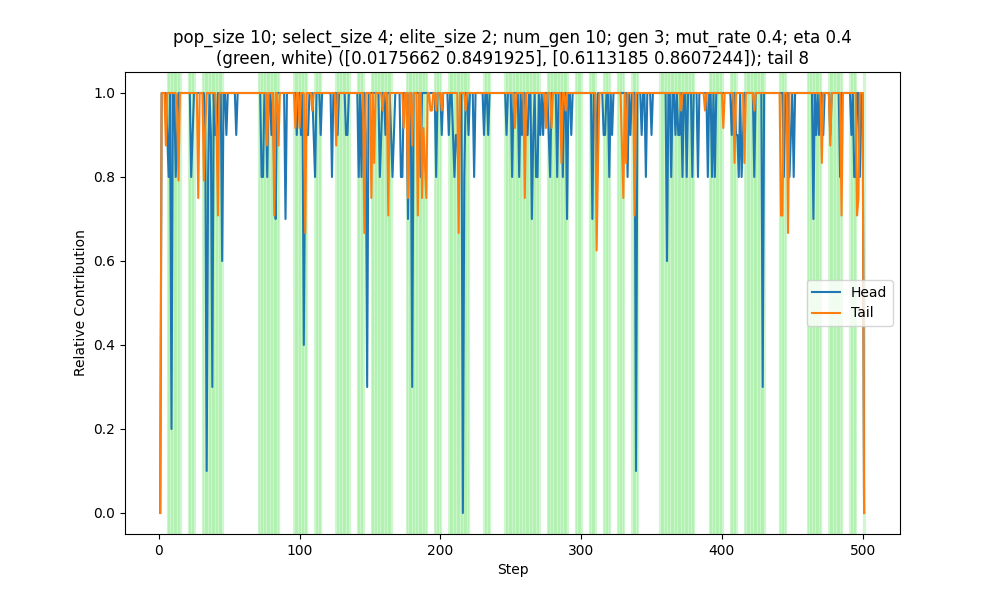 pop_size 10; select_size 4; elite_size 2; num_gen 10; gen 3; mut_rate 0.4; eta 0.4
(green, white) ([0.0175662 0.8491925], [0.6113185 0.8607244]); tail 8
1.0
0.8
0.6
0.4
0.2
0.0
Relative Contribution
Head
Tail
0 100 200 300 400 500
Step